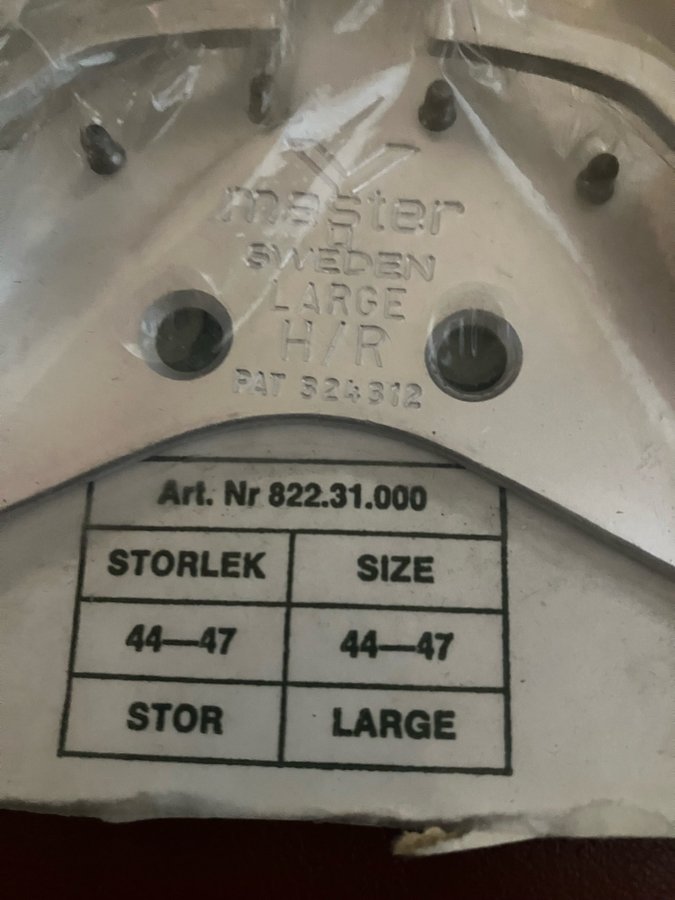 master
SWEDEN
LARGE
H/R
PAT 324312
Art. Nr 822.31.000
STORLEK SIZE
44—47 44—47
STOR LARGE